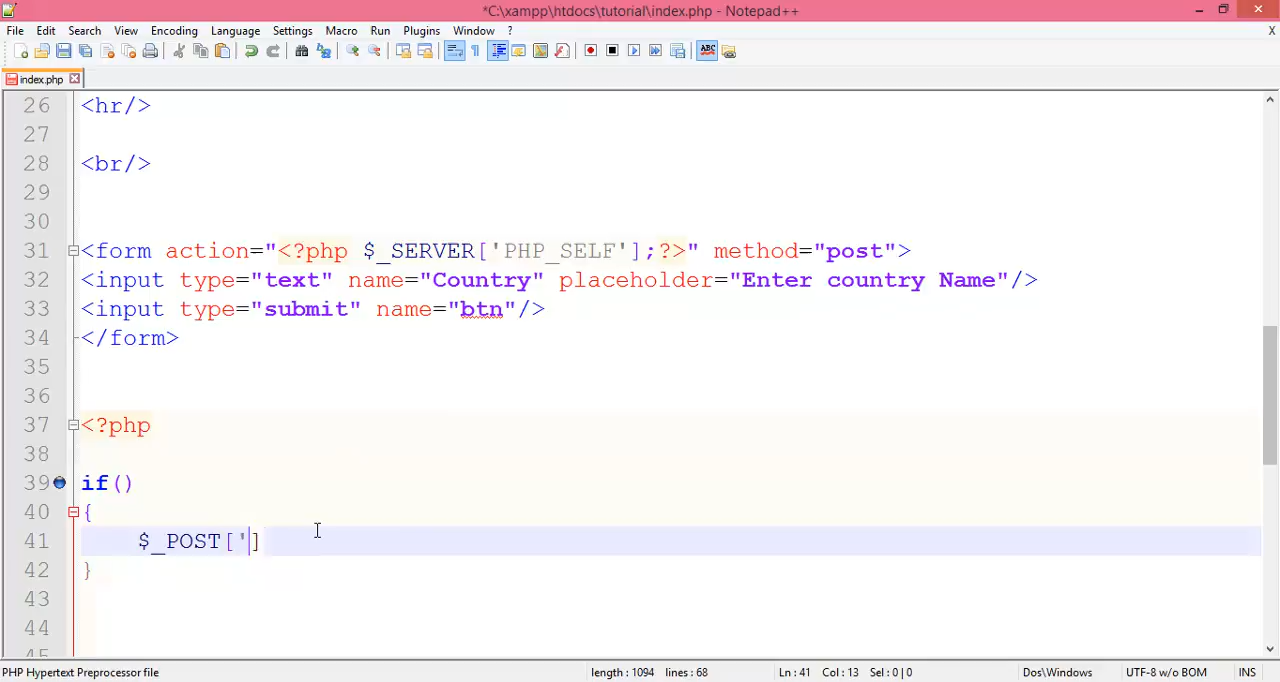 *C:\xampp\htdocs\tutorial\index.php - Notepad++
File Edit Search View Encoding Language Settings Macro Run Plugins Window ? X
ABC
index.php
26 <hr/>
27
28 <br/>
29
30
31 <form action="<?php $_SERVER['PHP_SELF'];?>" method="post">
32 <input type="text" name="Country" placeholder="Enter country Name"/>
33 <input type="submit" name="btn"/>
34 </form>
35
36
37 <?php
38
39 if()
40 {
41 $_POST[']
42 }
43
44
45
PHP Hypertext Preprocessor file length : 1094 lines : 68 Ln : 41 Col : 13 Sel : 0 | 0 Dos\Windows UTF-8 w/o BOM INS